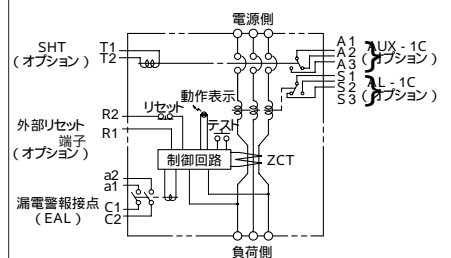 電源側
SHT
(オプション)
T1
T2
A1
A2
A3
AUX-1C
(オプション)
S1
S2
S3
AL-1C
(オプション)
リセット
動作表示
テスト
R2
R1
外部リセット
端子
(オプション)
制御回路
ZCT
a2
a1
C1
C2
漏電警報接点
(EAL)
負荷側